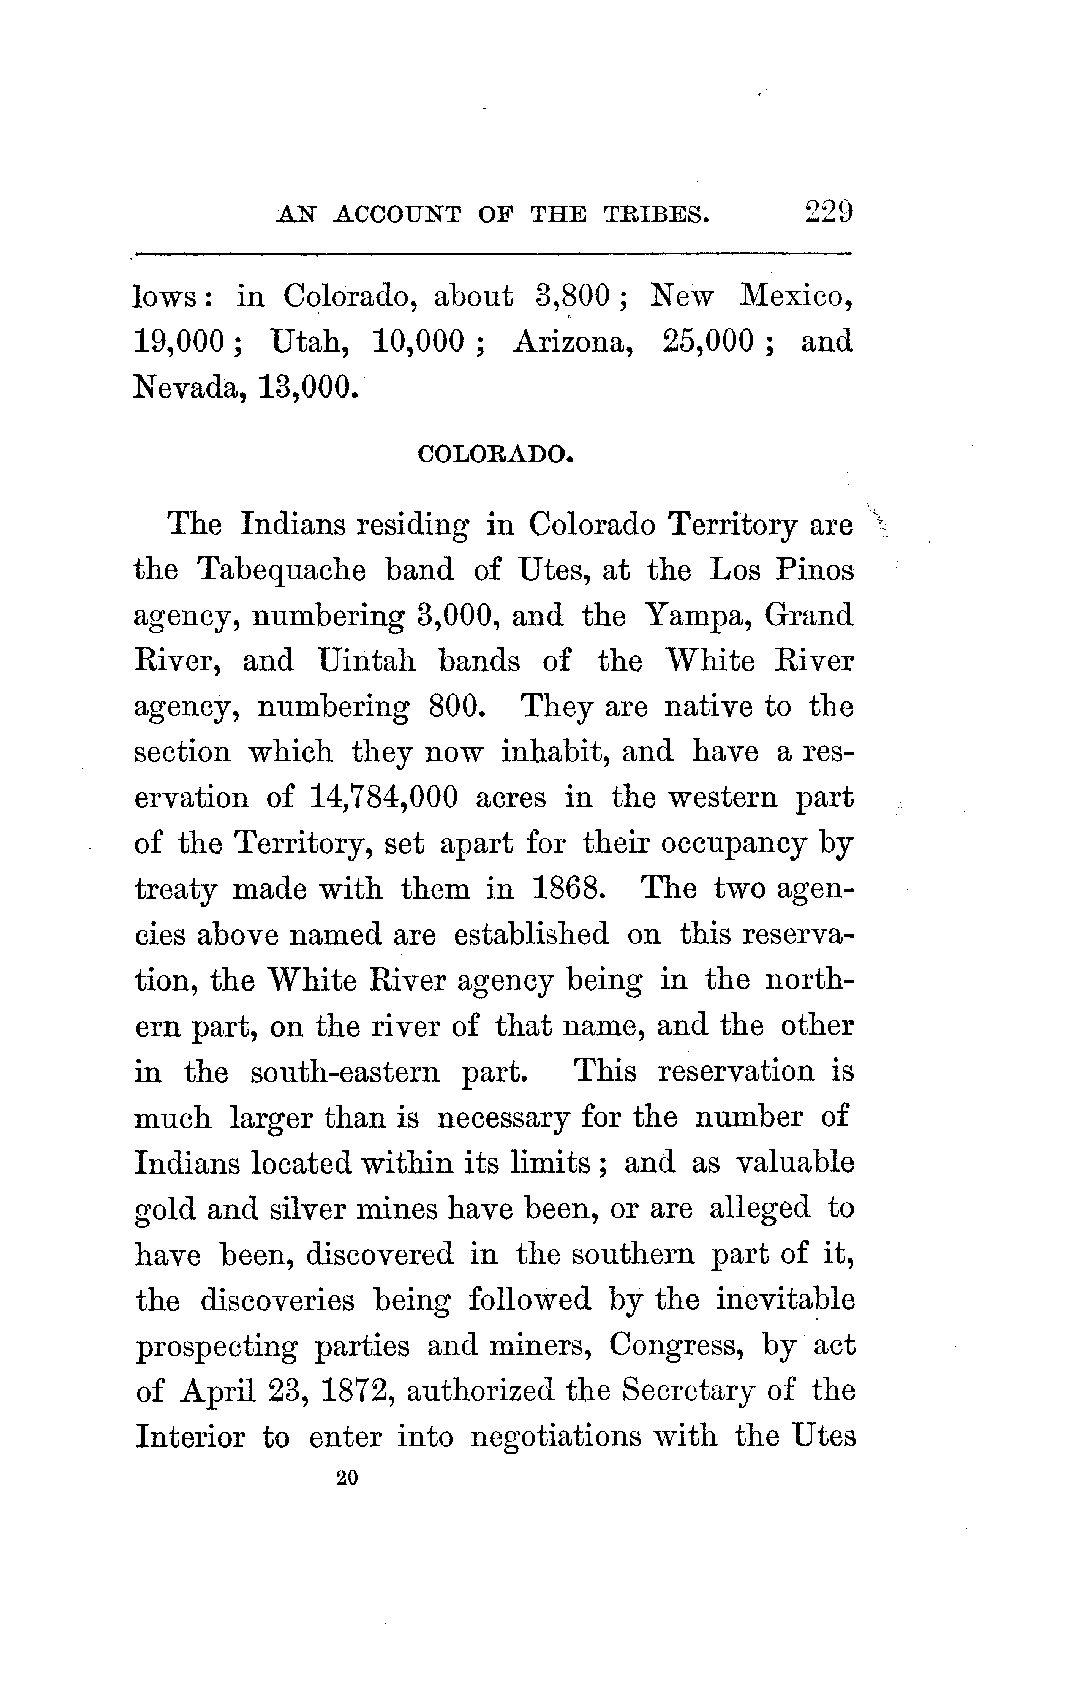 AN ACCOUNT OF THE TRIBES. 229
lows: in Colorado, about 3,800; New Mexico,
19,000; Utah, 10,000; Arizona, 25,000; and
Nevada, 13,000.
COLORADO.
The Indians residing in Colorado Territory are
the Tabequache band of Utes, at the Los Pinos
agency, numbering 3,000, and the Yampa, Grand
River, and Uintah bands of the White River
agency, numbering 800. They are native to the
section which they now inhabit, and have a res-
ervation of 14,784,000 acres in the western part
of the Territory, set apart for their occupancy by
treaty made with them in 1868. The two agen-
cies above named are established on this reserva-
tion, the White River agency being in the north-
ern part, on the river of that name, and the other
in the south-eastern part. This reservation is
much larger than is necessary for the number of
Indians located within its limits; and as valuable
gold and silver mines have been, or are alleged to
have been, discovered in the southern part of it,
the discoveries being followed by the inevitable
prospecting parties and miners, Congress, by act
of April 23, 1872, authorized the Secretary of the
Interior to enter into negotiations with the Utes
20